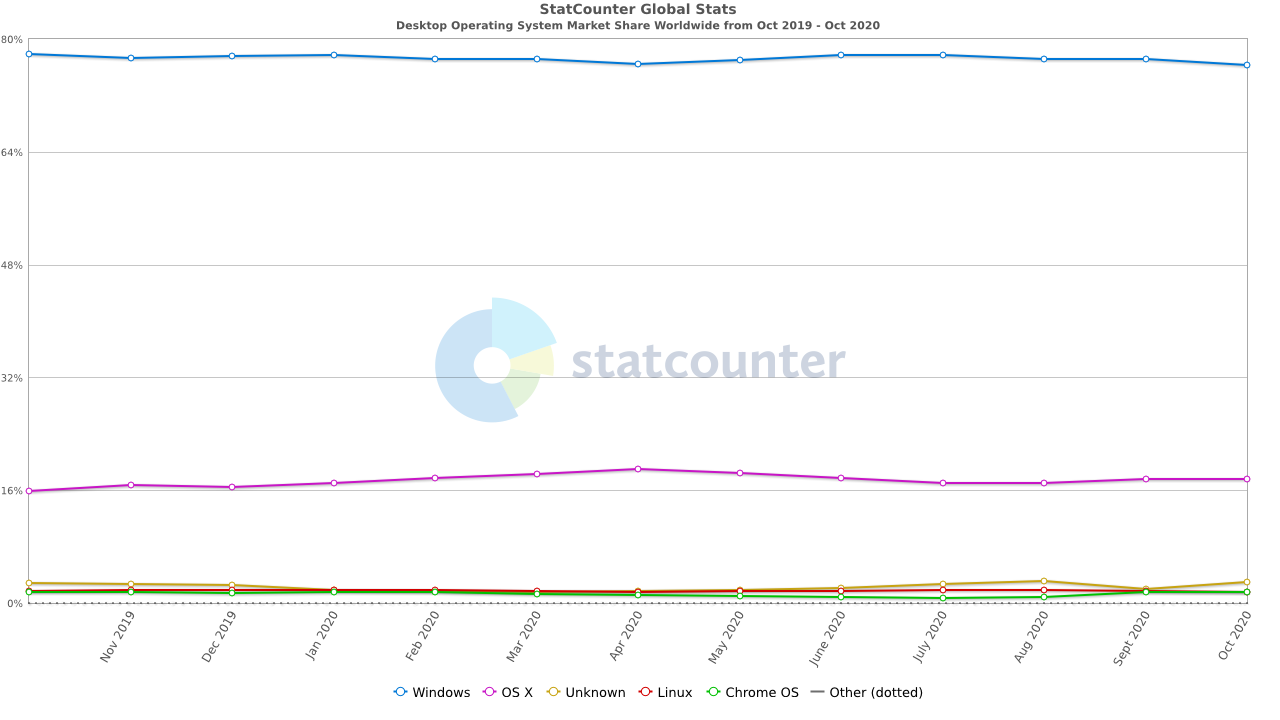 StatCounter Global Stats
Desktop Operating System Market Share Worldwide from Oct 2019 - Oct 2020
80%
64%
48%
statcounter
32%
16%
0%
Nov 2019
Dec 2019
Jan 2020
Feb 2020
Mar 2020
Apr 2020
May 2020
June 2020
July 2020
Aug 2020
Sept 2020
Oct 2020
Windows OS X Unknown Linux Chrome OS Other (dotted)